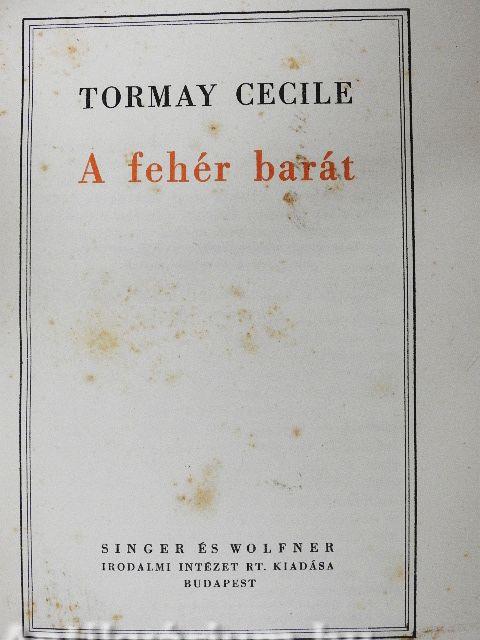 TORMAY CECILE
A fehér barát
SINGER ÉS WOLFNER
IRODALMI INTÉZET RT. KIADÁSA
BUDAPEST